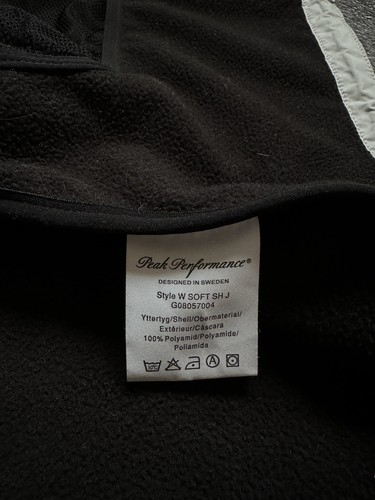 Peak Performance®
DESIGNED IN SWEDEN
Style W SOFT SH J
G08057004
Yttertyg/Shell/Obermaterial/
Extérieur/Cáscara
100% Polyamid/Polyamide/
Poliamida